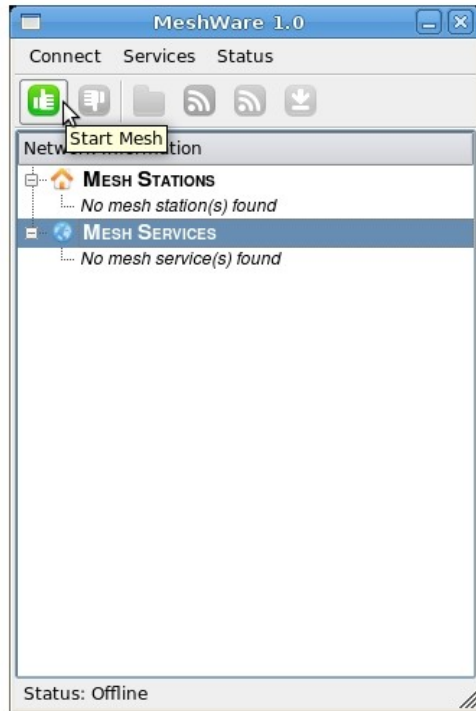 MeshWare 1.0
Connect Services Status
Start Mesh
MESH STATIONS
No mesh station(s) found
MESH SERVICES
No mesh service(s) found
Status: Offline